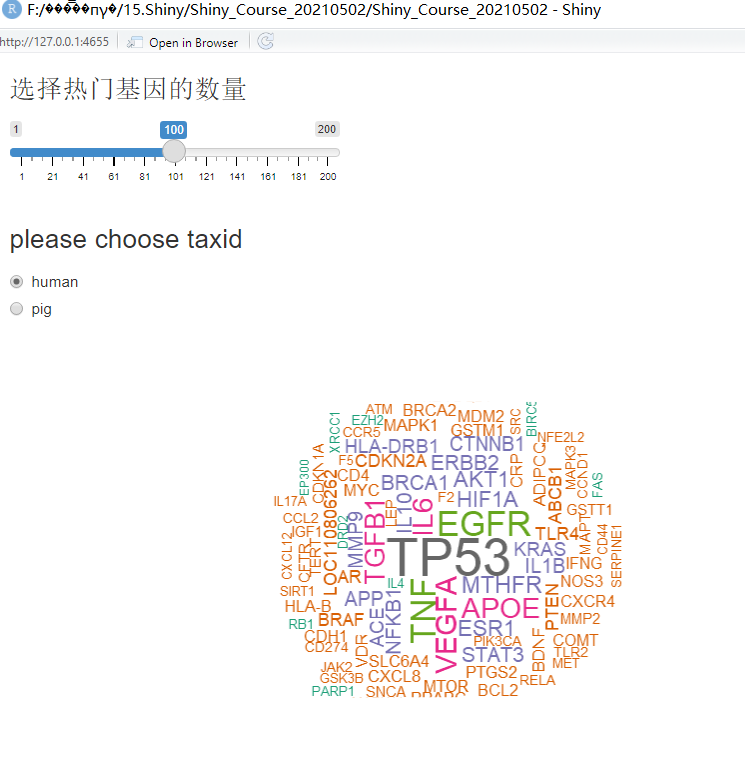 R F:/�����пγ�/15.Shiny/Shiny_Course_20210502/Shiny_Course_20210502 - Shiny
http://127.0.0.1:4655 Open in Browser
选择热门基因的数量
1 100 200
1 21 41 61 81 101 121 141 161 181 200
please choose taxid
human
pig
ATM BRCA2 MDM2 SRC BIRC5
XRCC1 EZH2 MAPK1 GSTM1 NFE2L2
CCR5 HLA-DRB1 CTNNB1
F5 CDKN2A ERBB2 CRP ADIPOQ MAPK3 CCND1
EP300 CDKN1A CD4 BRCA1 AKT1 ABCB1 FAS
MYC IL10 IL6 F2 HIF1A
IL17A LOC110806262 MMP9 TGFB1 LEP EGFR GSTT1
CCL2 DRD2 TLR4 MAPT CD44 SERPINE1
IGF1 TP53 KRAS
CXCL12 CFTR TERT IL1B IFNG
SIRT1 AR IL4 MTHFR NOS3
HLA-B APP TNF VEGFA APOE PTEN CXCR4
RB1 BRAF ACE NFKB1 ESR1 MMP2
CDH1 VDR PIK3CA BDNF COMT
CD274 STAT3 TLR2
JAK2 SLC6A4 PTGS2 MET
GSK3B CXCL8 RELA
PARP1 SNCA MTOR BCL2